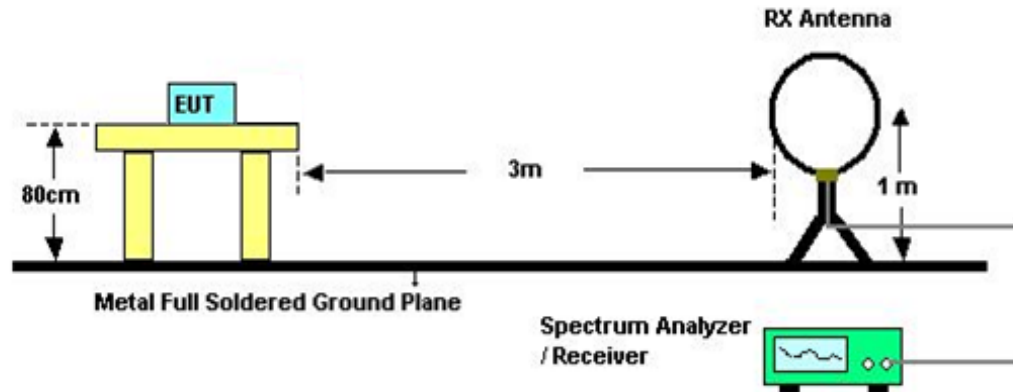 RX Antenna
EUT
3m
80cm
1 m
Metal Full Soldered Ground Plane
Spectrum Analyzer
/ Receiver